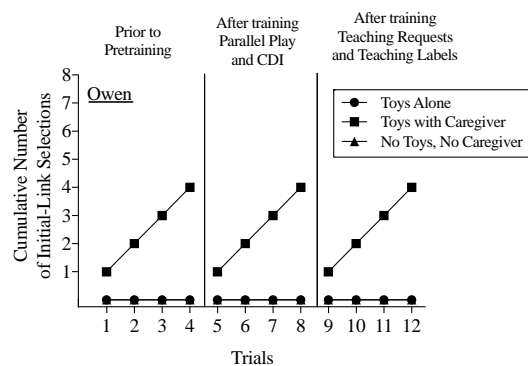 Prior to
Pretraining
After training
Parallel Play
and CDI
After training
Teaching Requests
and Teaching Labels
Cumulative Number
of Initial-Link Selections
8
7
6
5
4
3
2
1
Owen
Toys Alone
Toys with Caregiver
No Toys, No Caregiver
1 2 3 4 5 6 7 8 9 10 11 12
Trials